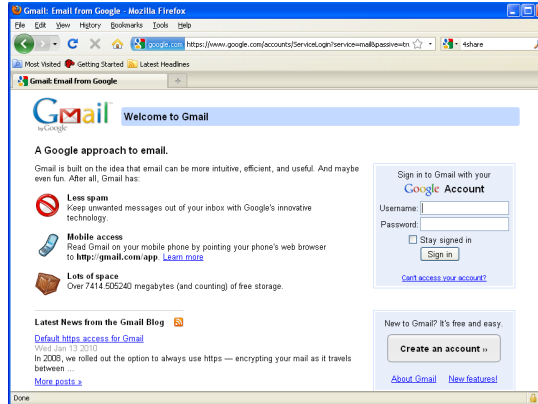 Gmail: Email from Google - Mozilla Firefox
File Edit View History Bookmarks Tools Help
google.com https://www.google.com/accounts/ServiceLogin?service=mail&passive=tru
4share
Most Visited Getting Started Latest Headlines
Gmail: Email from Google
Gmail
by Google
Welcome to Gmail
A Google approach to email.
Gmail is built on the idea that email can be more intuitive, efficient, and useful. And maybe
even fun. After all, Gmail has:
Less spam
Keep unwanted messages out of your inbox with Google's innovative
technology.
Mobile access
Read Gmail on your mobile phone by pointing your phone's web browser
to http://gmail.com/app. Learn more
Lots of space
Over 7414.505240 megabytes (and counting) of free storage.
Latest News from the Gmail Blog
Default https access for Gmail
Wed Jan 13 2010
In 2008, we rolled out the option to always use https — encrypting your mail as it travels
between ...
More posts »
Sign in to Gmail with your
Google Account
Username:
Password:
Stay signed in
Sign in
Can't access your account?
New to Gmail? It's free and easy.
Create an account »
About Gmail New features!
Done